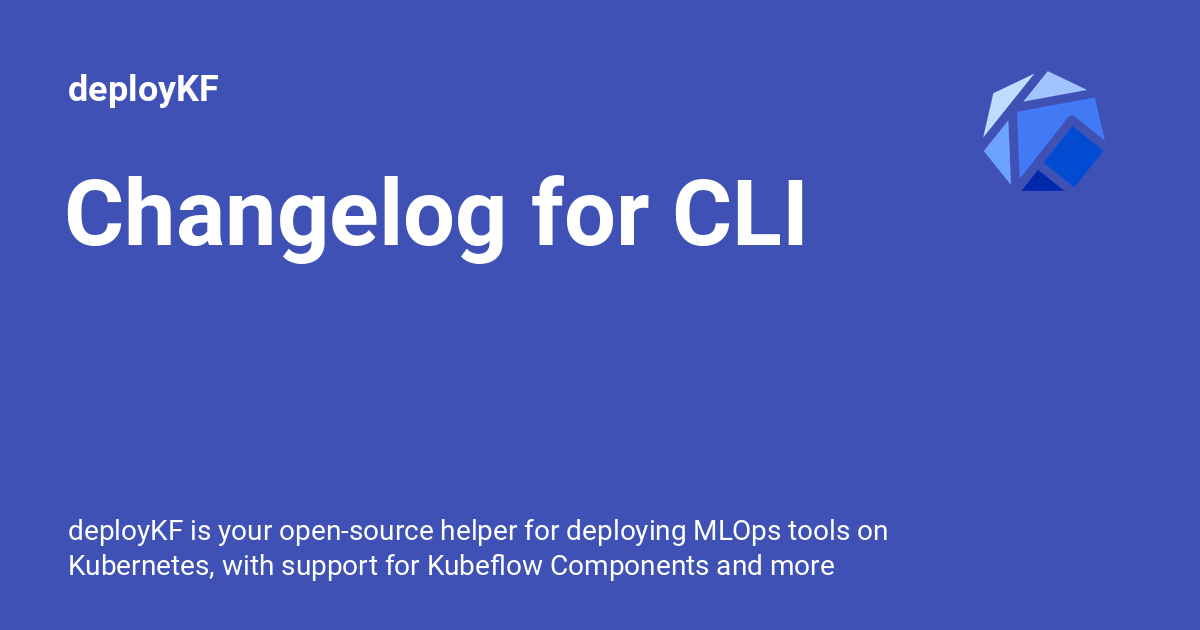 deployKF
Changelog for CLI
deployKF is your open-source helper for deploying MLOps tools on
Kubernetes, with support for Kubeflow Components and more